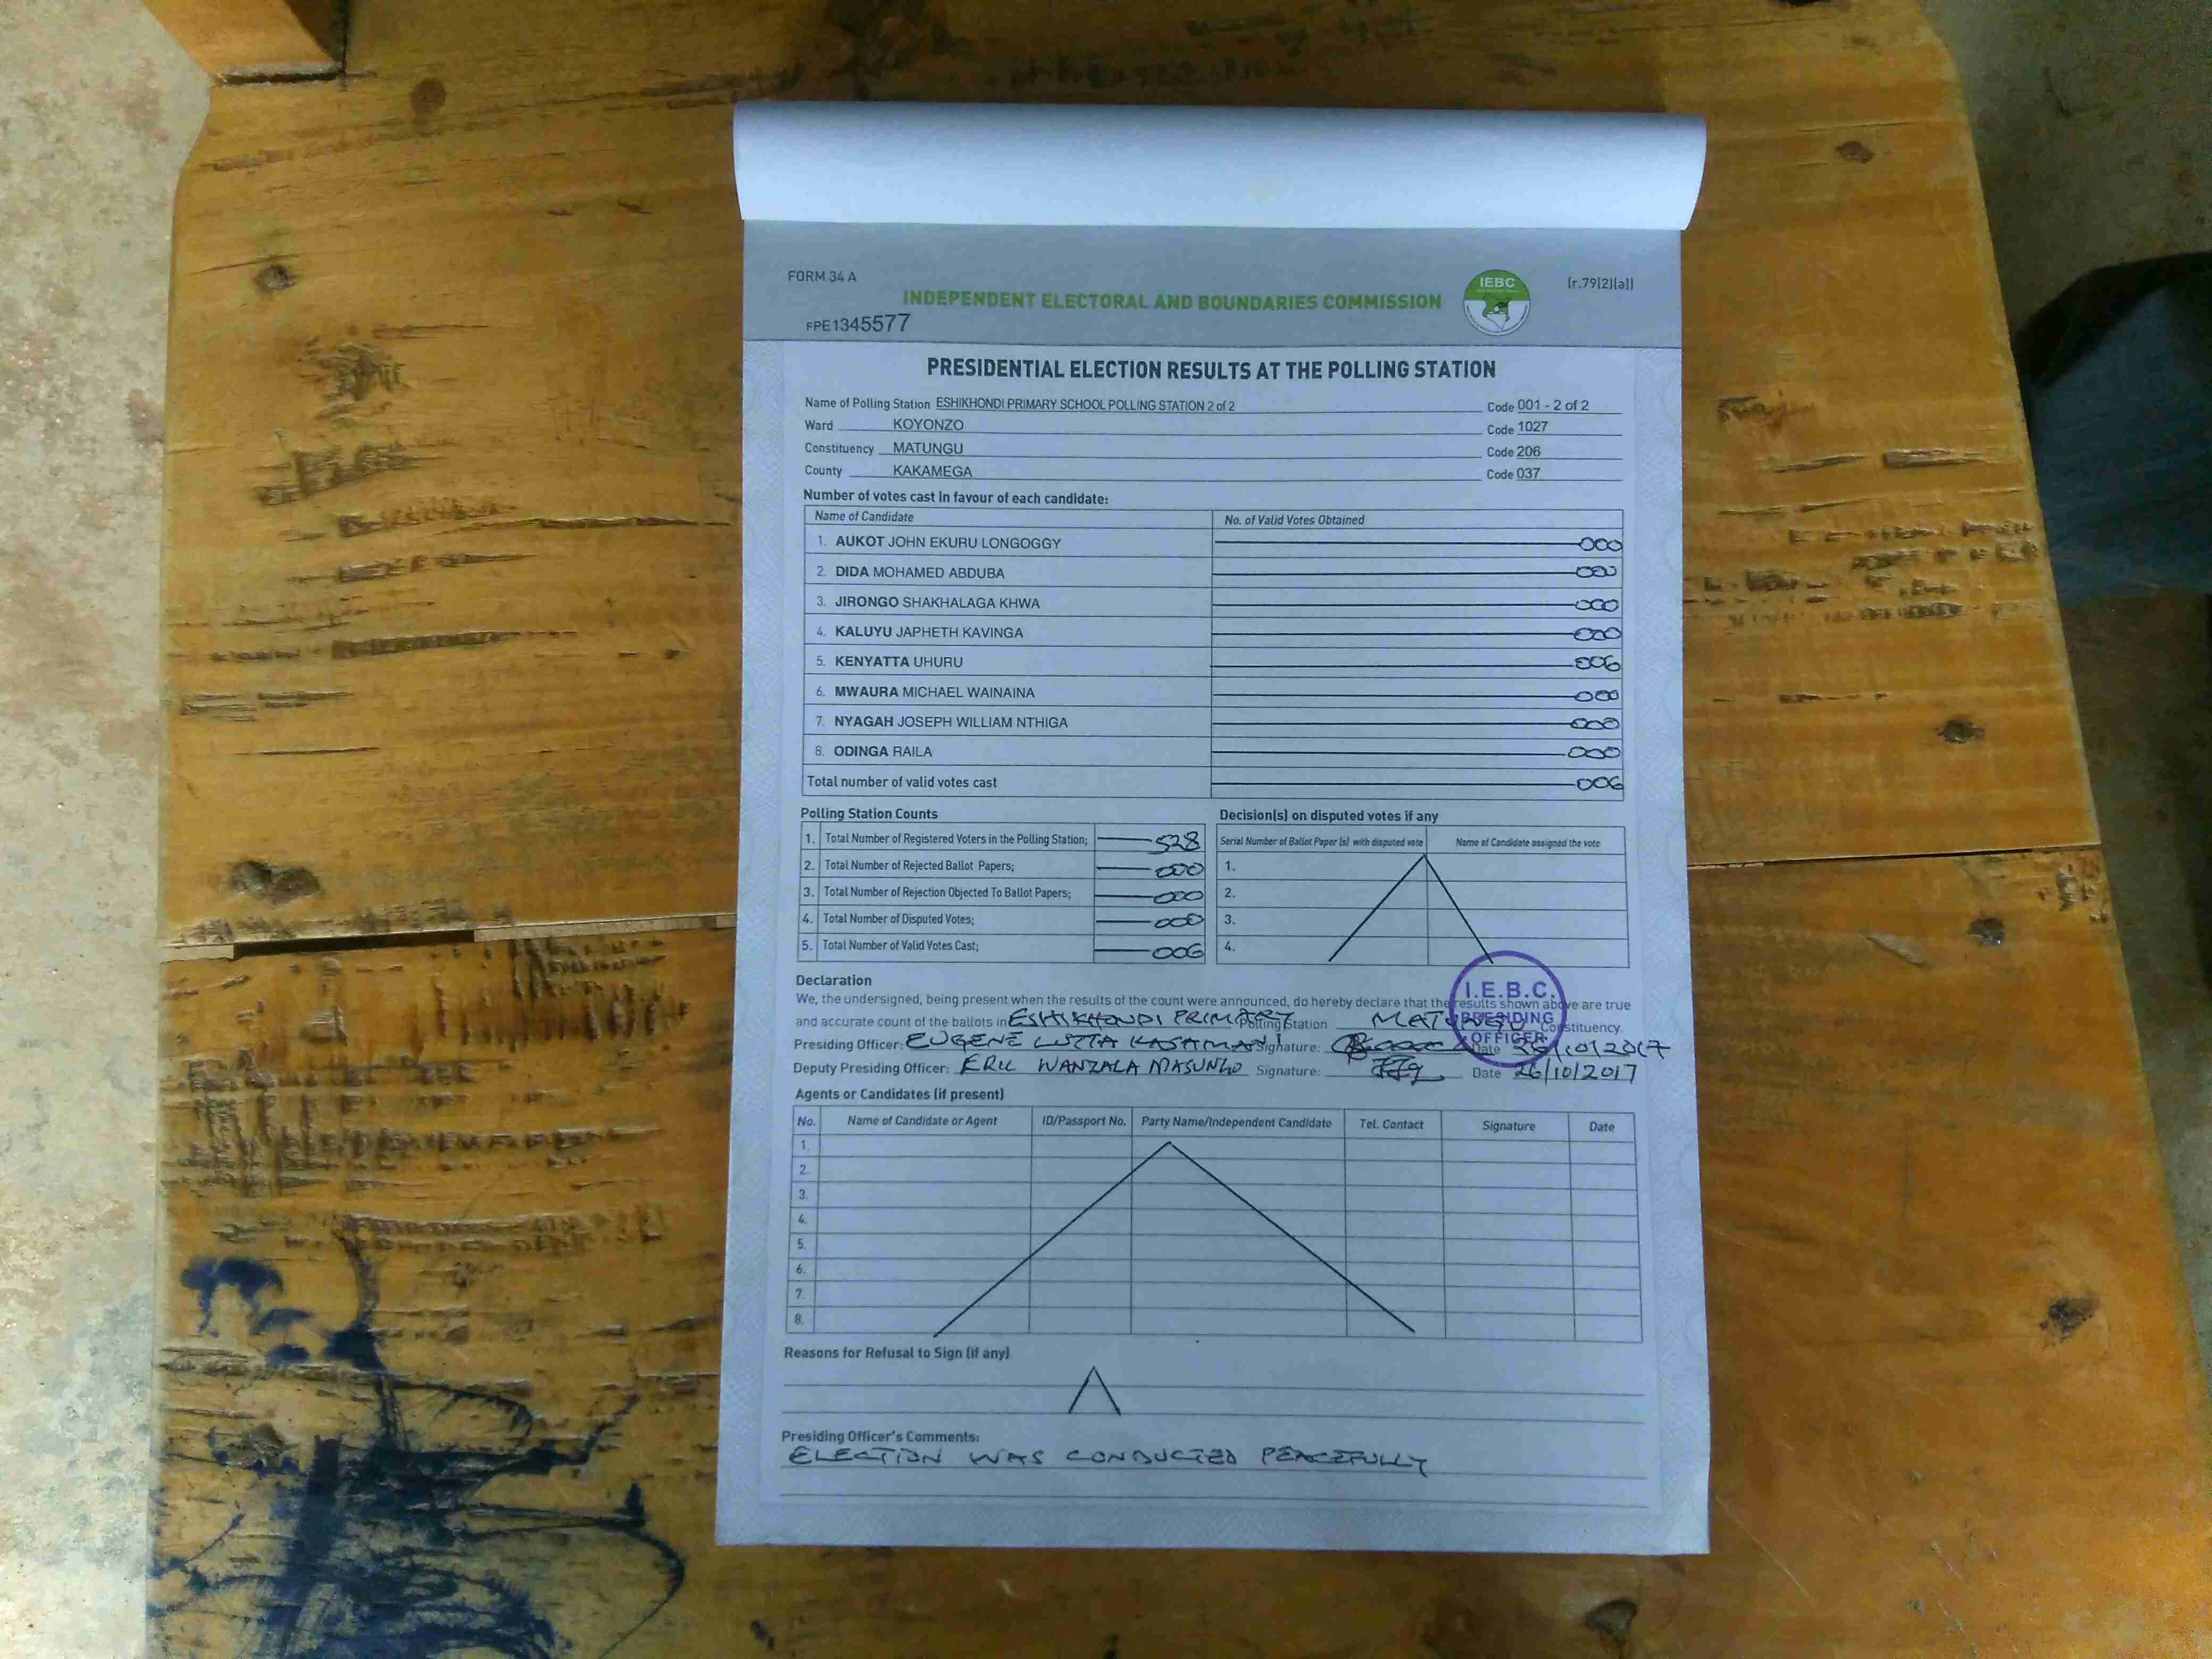 FORM 34 A
(r.79(2)(a))
INDEPENDENT ELECTORAL AND BOUNDARIES COMMISSION
IEBC
FPE1345577
PRESIDENTIAL ELECTION RESULTS AT THE POLLING STATION
Name of Polling Station ESHIKHONDI PRIMARY SCHOOL POLLING STATION 2 of 2 Code 001 - 2 of 2
Ward KOYONZO Code 1027
Constituency MATUNGU Code 206
County KAKAMEGA Code 037
Number of votes cast in favour of each candidate:
Name of Candidate No. of Valid Votes Obtained
1. AUKOT JOHN EKURU LONGOGGY 000
2. DIDA MOHAMED ABDUBA 000
3. JIRONGO SHAKHALAGA KHWA 000
4. KALUYU JAPHETH KAVINGA 000
5. KENYATTA UHURU 006
6. MWAURA MICHAEL WAINAINA 000
7. NYAGAH JOSEPH WILLIAM NTHIGA 000
8. ODINGA RAILA 000
Total number of valid votes cast 006
Polling Station Counts
1. Total Number of Registered Voters in the Polling Station; 528
2. Total Number of Rejected Ballot Papers; 000
3. Total Number of Rejection Objected To Ballot Papers; 000
4. Total Number of Disputed Votes; 000
5. Total Number of Valid Votes Cast; 006
Decision(s) on disputed votes if any
Serial Number of Ballot Paper (s) with disputed vote Name of Candidate assigned the vote
1.
2.
3.
4.
Declaration
We, the undersigned, being present when the results of the count were announced, do hereby declare that the results shown above are true
and accurate count of the ballots in ESHIKHONDI PRIMARY Polling Station MATUNGU Constituency.
Presiding Officer: EUGENE LUTTA KASAMANI Signature: Date 26/10/2017
Deputy Presiding Officer: ERIC WANZALA MASUNGO Signature: Date 26/10/2017
I.E.B.C.
PRESIDING
OFFICER
Agents or Candidates (if present)
No. Name of Candidate or Agent ID/Passport No. Party Name/Independent Candidate Tel. Contact Signature Date
1.
2.
3.
4.
5.
6.
7.
8.
Reasons for Refusal to Sign (if any)
Presiding Officer's Comments:
ELECTION WAS CONDUCTED PEACEFULLY